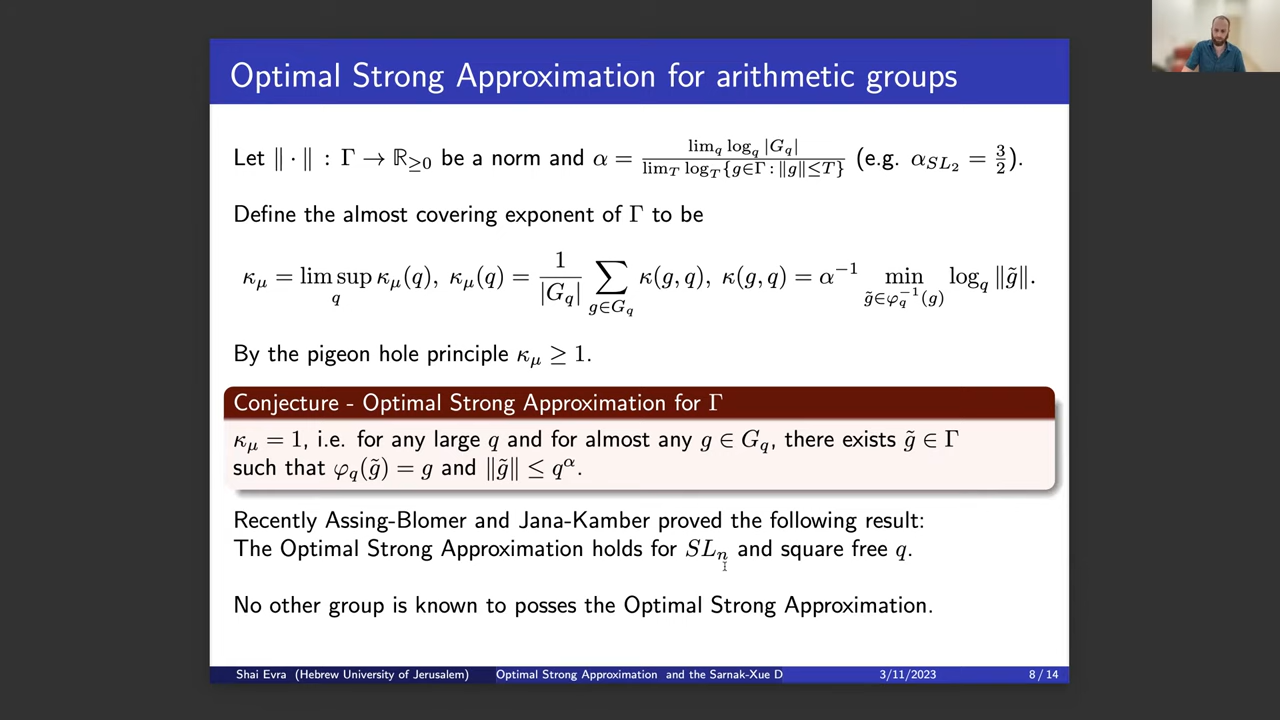 Optimal Strong Approximation for arithmetic groups
Let ∥ · ∥ : Γ → ℝ≥0 be a norm and α = lim_q log_q |G_q| / lim_T log_T {g∈Γ : ∥g∥≤T} (e.g. α_{SL_2} = 3/2).
Define the almost covering exponent of Γ to be
κ_μ = lim sup_q κ_μ(q), κ_μ(q) = 1/|G_q| ∑_{g∈G_q} κ(g, q), κ(g, q) = α^{−1} min_{g̃∈φ_q^{−1}(g)} log_q ∥g̃∥.
By the pigeon hole principle κ_μ ≥ 1.
Conjecture - Optimal Strong Approximation for Γ
κ_μ = 1, i.e. for any large q and for almost any g ∈ G_q, there exists g̃ ∈ Γ
such that φ_q(g̃) = g and ∥g̃∥ ≤ q^α.
Recently Assing-Blomer and Jana-Kamber proved the following result:
The Optimal Strong Approximation holds for SL_n and square free q.
No other group is known to posses the Optimal Strong Approximation.
Shai Evra (Hebrew University of Jerusalem) Optimal Strong Approximation and the Sarnak-Xue D 3/11/2023 8 / 14